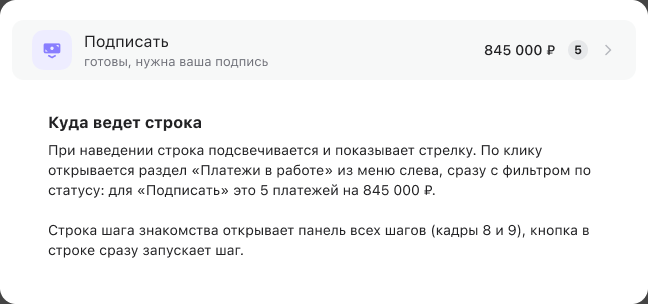 Подписать
готовы, нужна ваша подпись
845 000 ₽ 5
Куда ведет строка
При наведении строка подсвечивается и показывает стрелку. По клику
открывается раздел «Платежи в работе» из меню слева, сразу с фильтром по
статусу: для «Подписать» это 5 платежей на 845 000 ₽.
Строка шага знакомства открывает панель всех шагов (кадры 8 и 9), кнопка в
строке сразу запускает шаг.